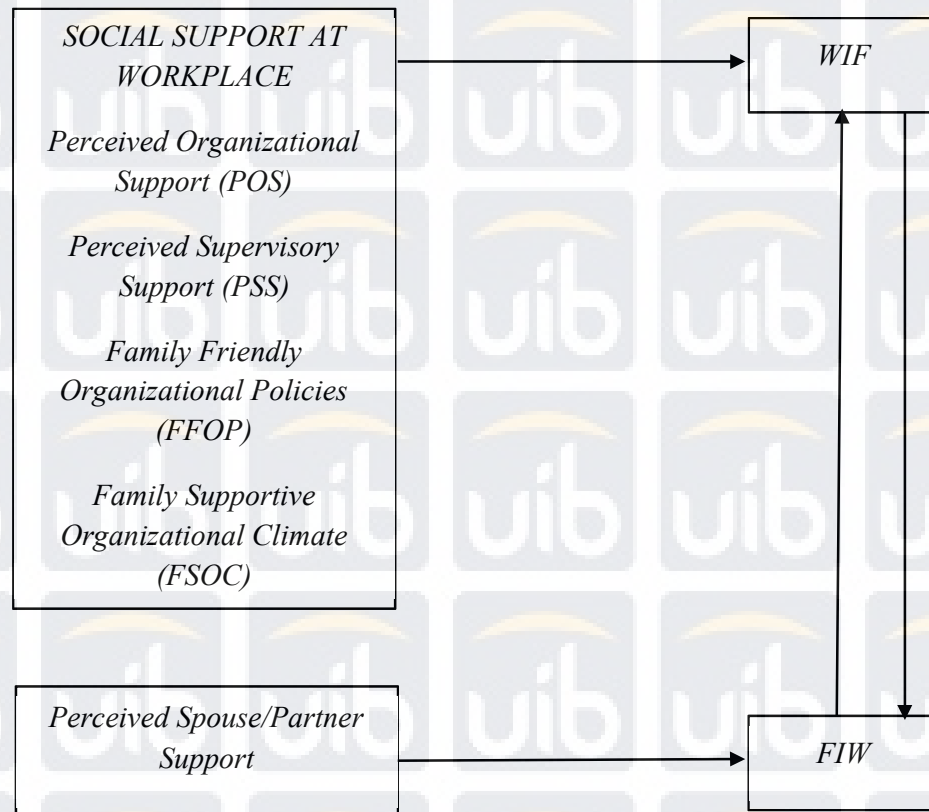 SOCIAL SUPPORT AT
WORKPLACE
Perceived Organizational
Support (POS)
Perceived Supervisory
Support (PSS)
Family Friendly
Organizational Policies
(FFOP)
Family Supportive
Organizational Climate
(FSOC)
WIF
Perceived Spouse/Partner
Support
FIW
uib